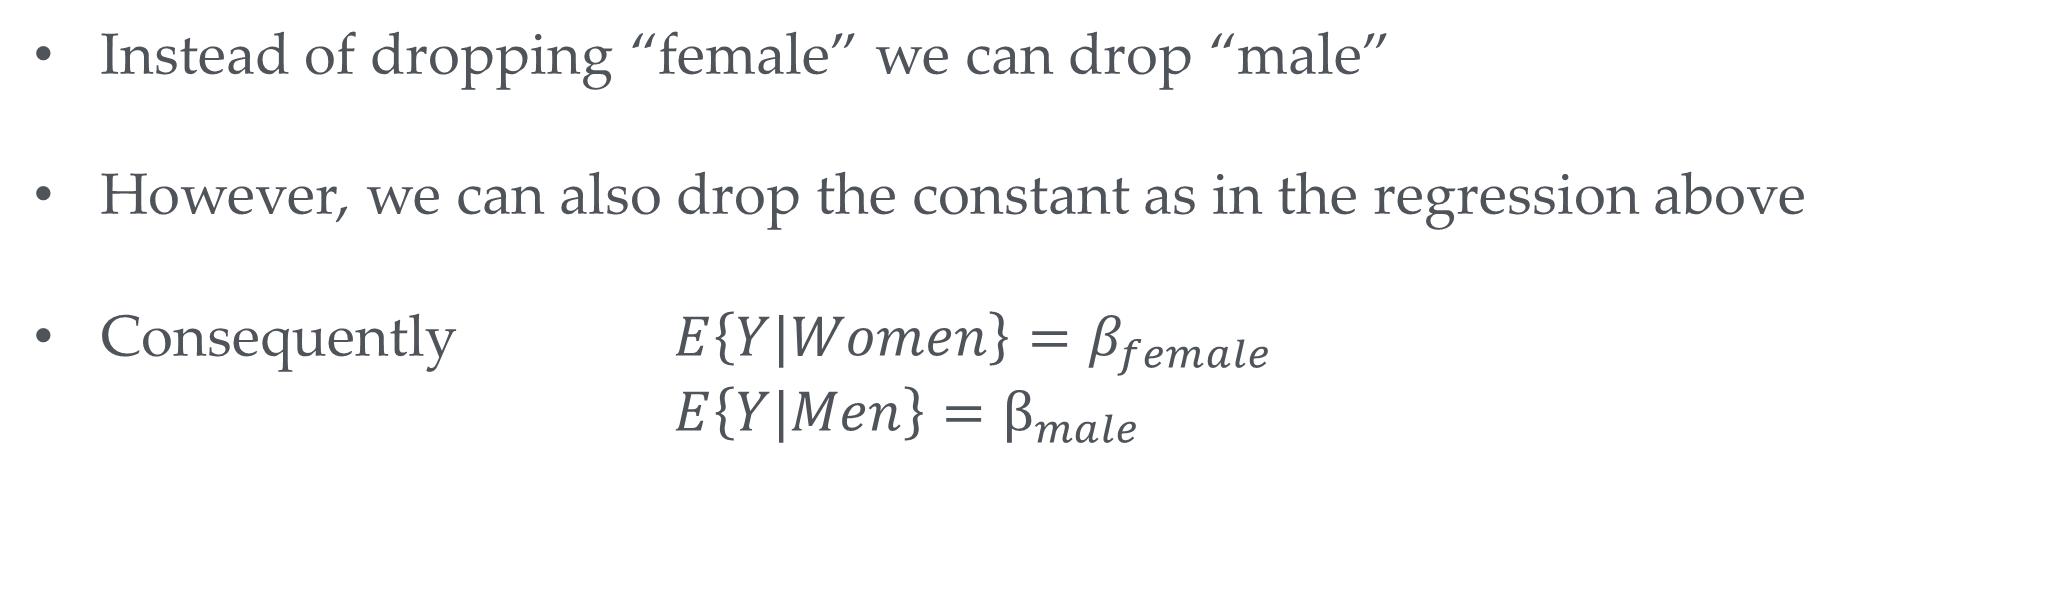 • Instead of dropping “female” we can drop “male”
• However, we can also drop the constant as in the regression above
• Consequently E{Y|Women} = β_female
E{Y|Men} = β_male